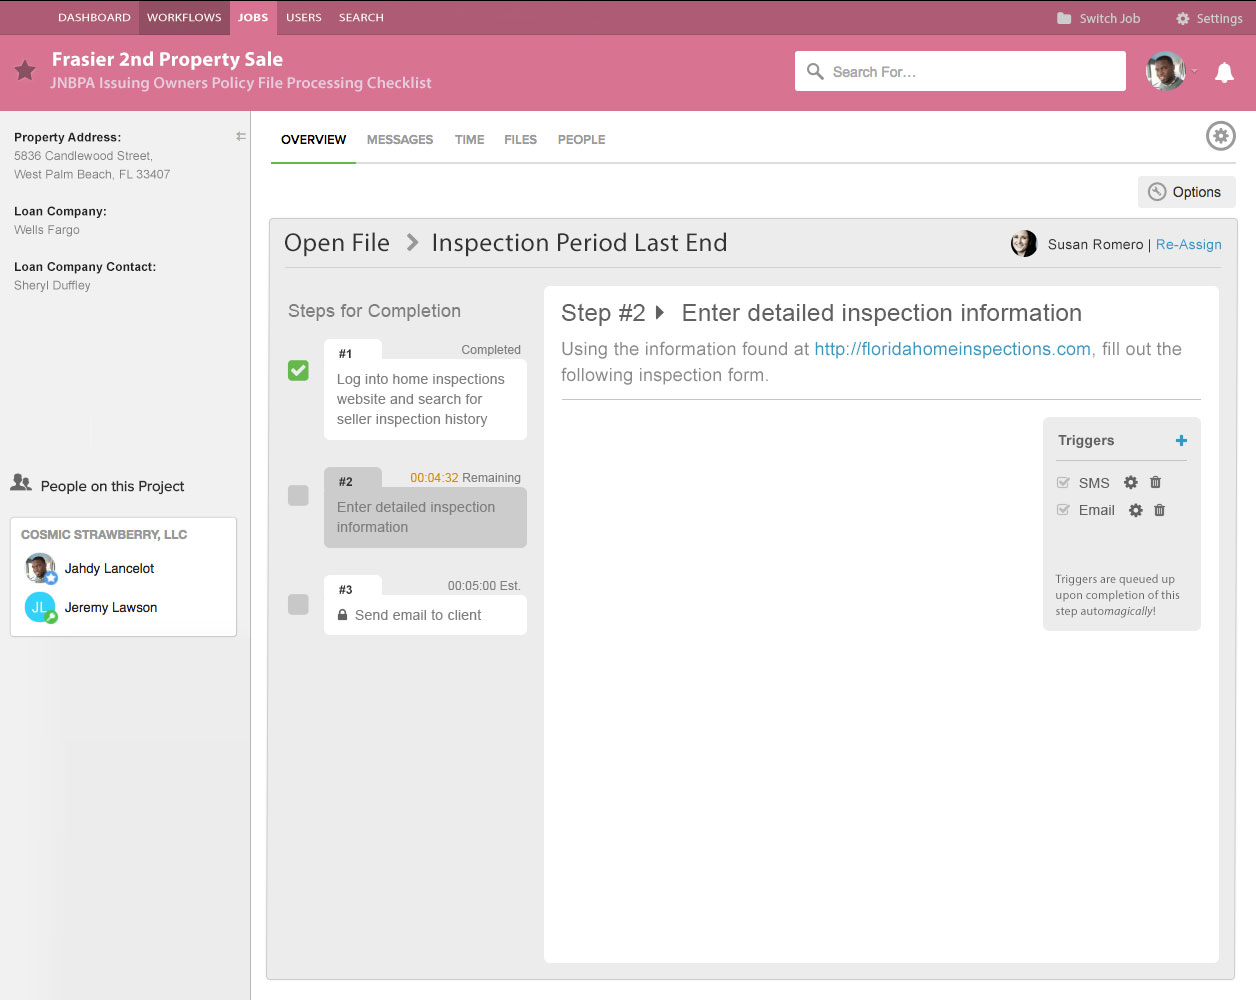 DASHBOARD WORKFLOWS JOBS USERS SEARCH Switch Job Settings
Frasier 2nd Property Sale
JNBPA Issuing Owners Policy File Processing Checklist
Search For...
Property Address:
5836 Candlewood Street,
West Palm Beach, FL 33407
Loan Company:
Wells Fargo
Loan Company Contact:
Sheryl Duffley
People on this Project
COSMIC STRAWBERRY, LLC
Jahdy Lancelot
JL Jeremy Lawson
OVERVIEW MESSAGES TIME FILES PEOPLE
Options
Open File Inspection Period Last End
Susan Romero | Re-Assign
Steps for Completion
#1 Completed
Log into home inspections
website and search for
seller inspection history
#2 00:04:32 Remaining
Enter detailed inspection
information
#3 00:05:00 Est.
Send email to client
Step #2 Enter detailed inspection information
Using the information found at http://floridahomeinspections.com, fill out the
following inspection form.
Triggers
SMS
Email
Triggers are queued up
upon completion of this
step automagically!